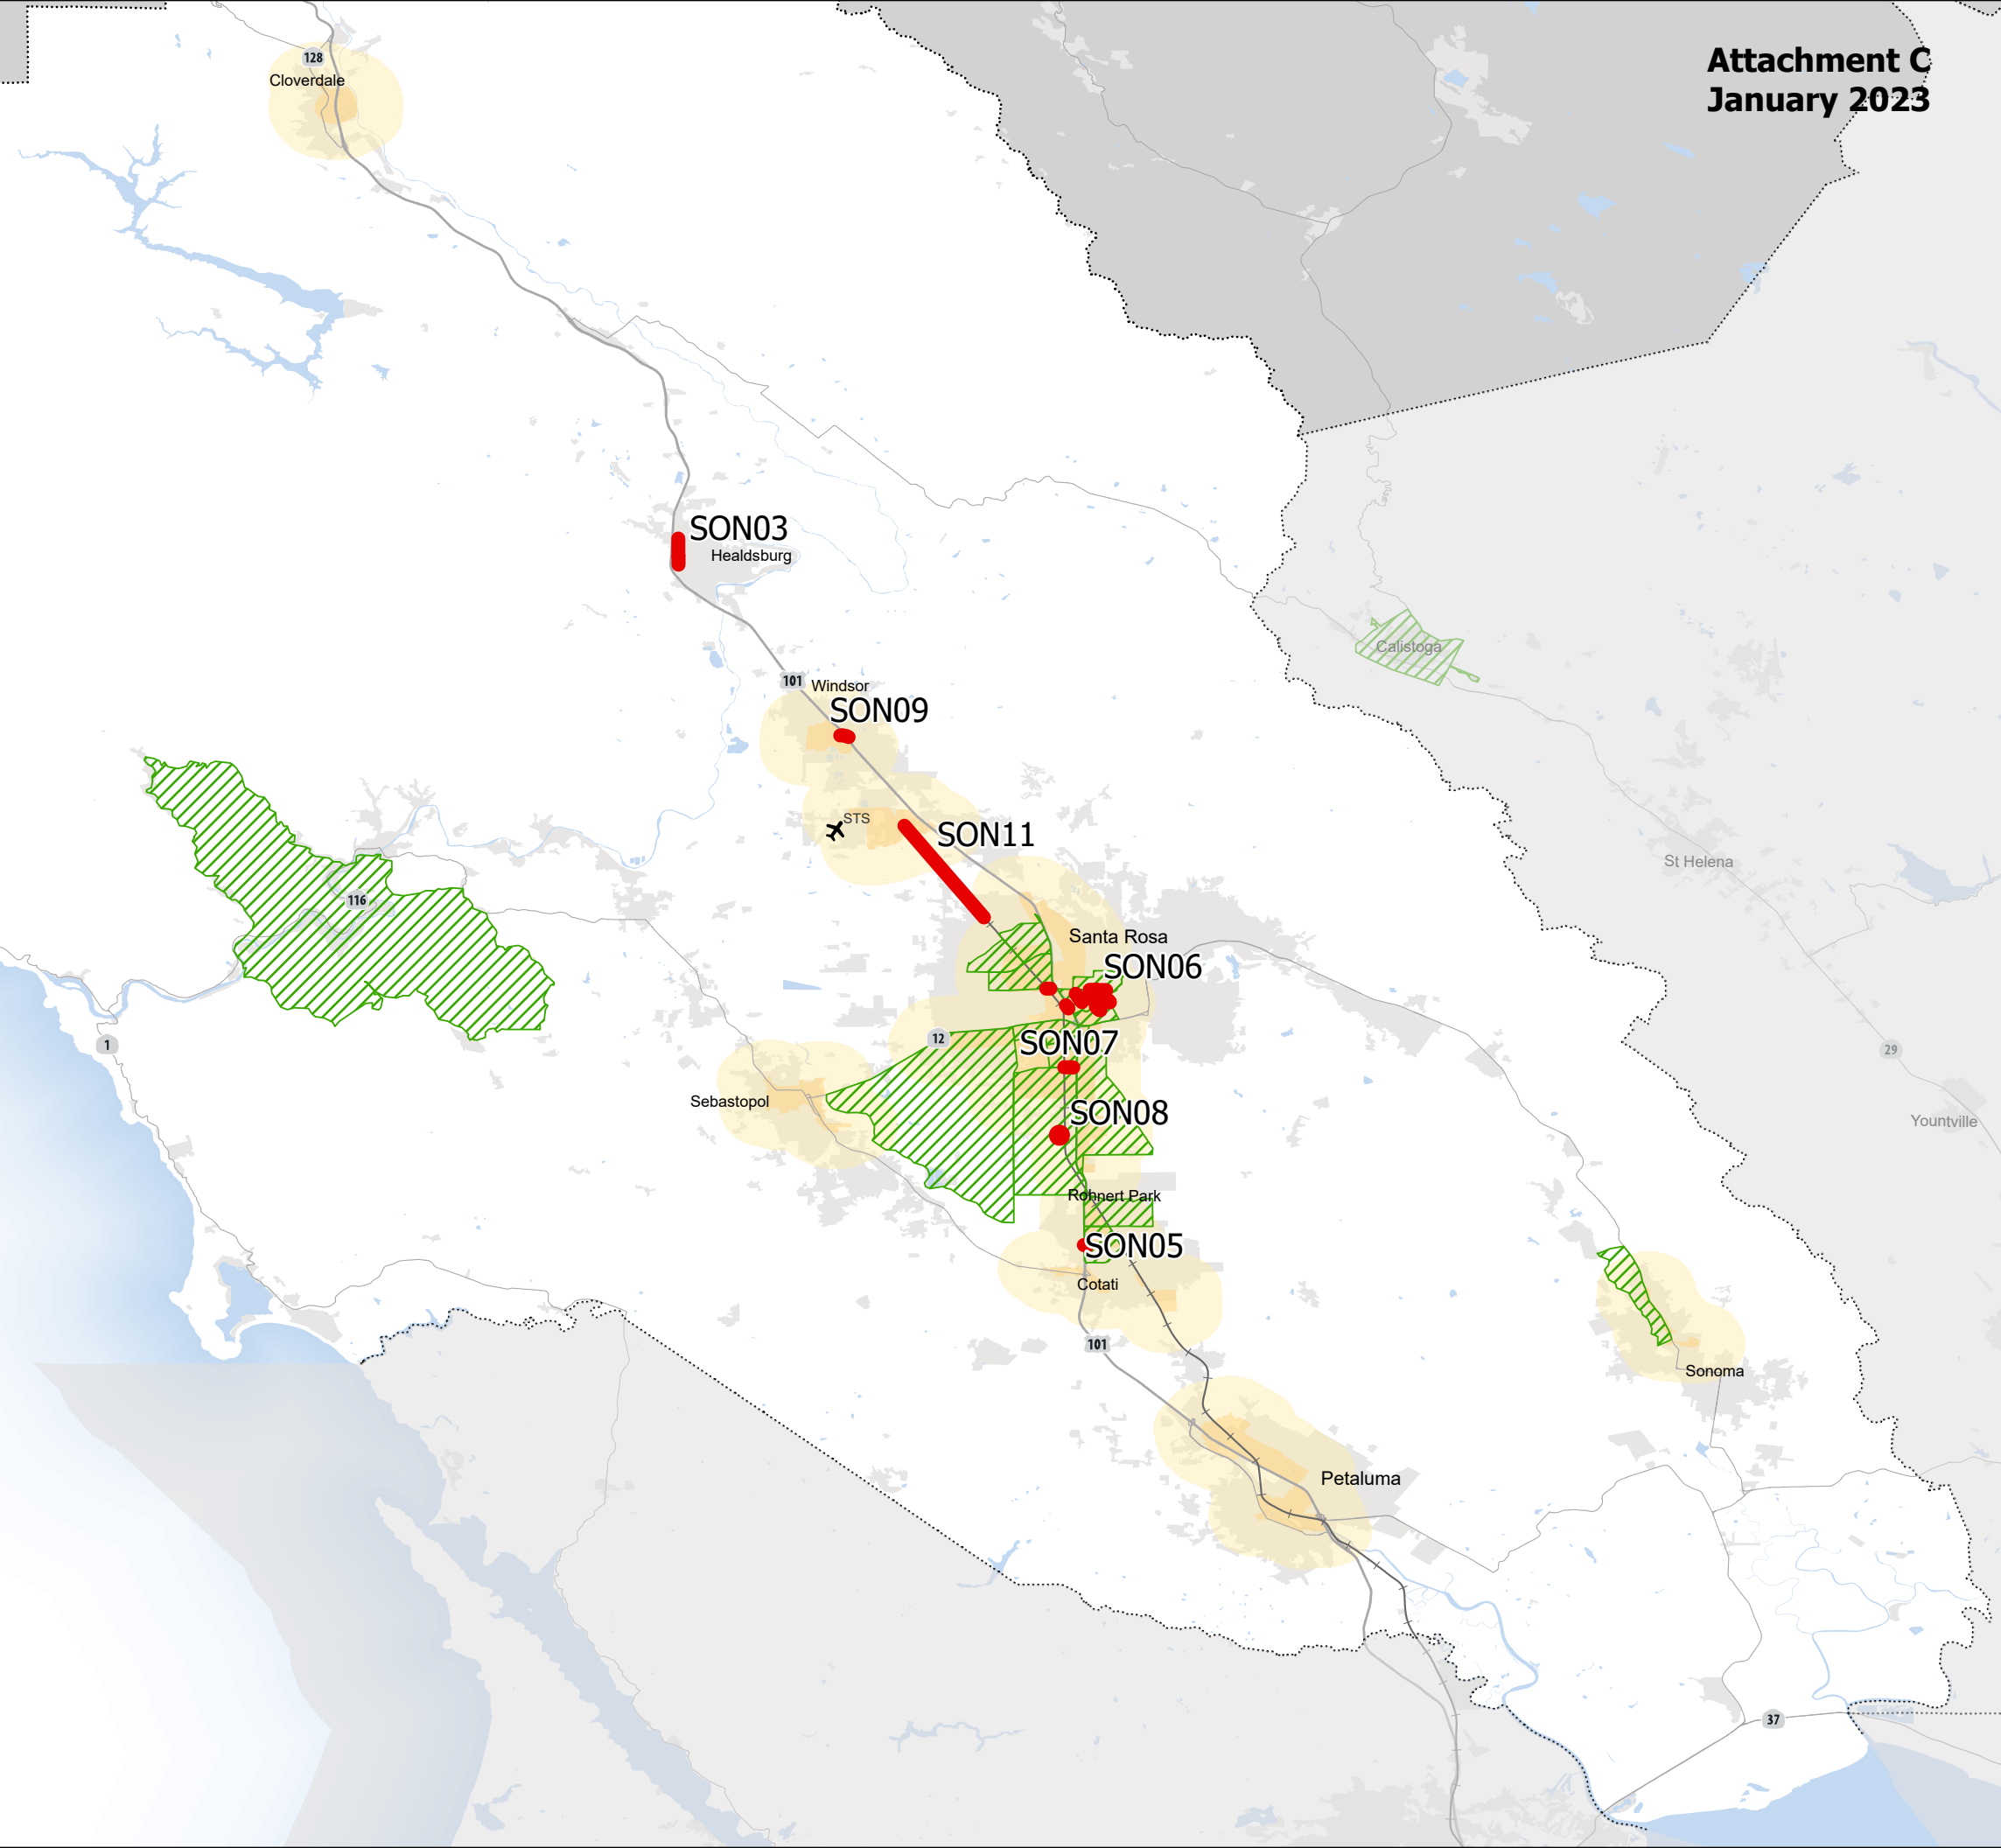 Attachment C
January 2023
128
Cloverdale
SON03
Healdsburg
Calistoga
101
Windsor
SON09
STS
SON11
St Helena
116
Santa Rosa
SON06
1
12
SON07
29
Sebastopol
SON08
Yountville
Rohnert Park
SON05
Cotati
101
Sonoma
Petaluma
37